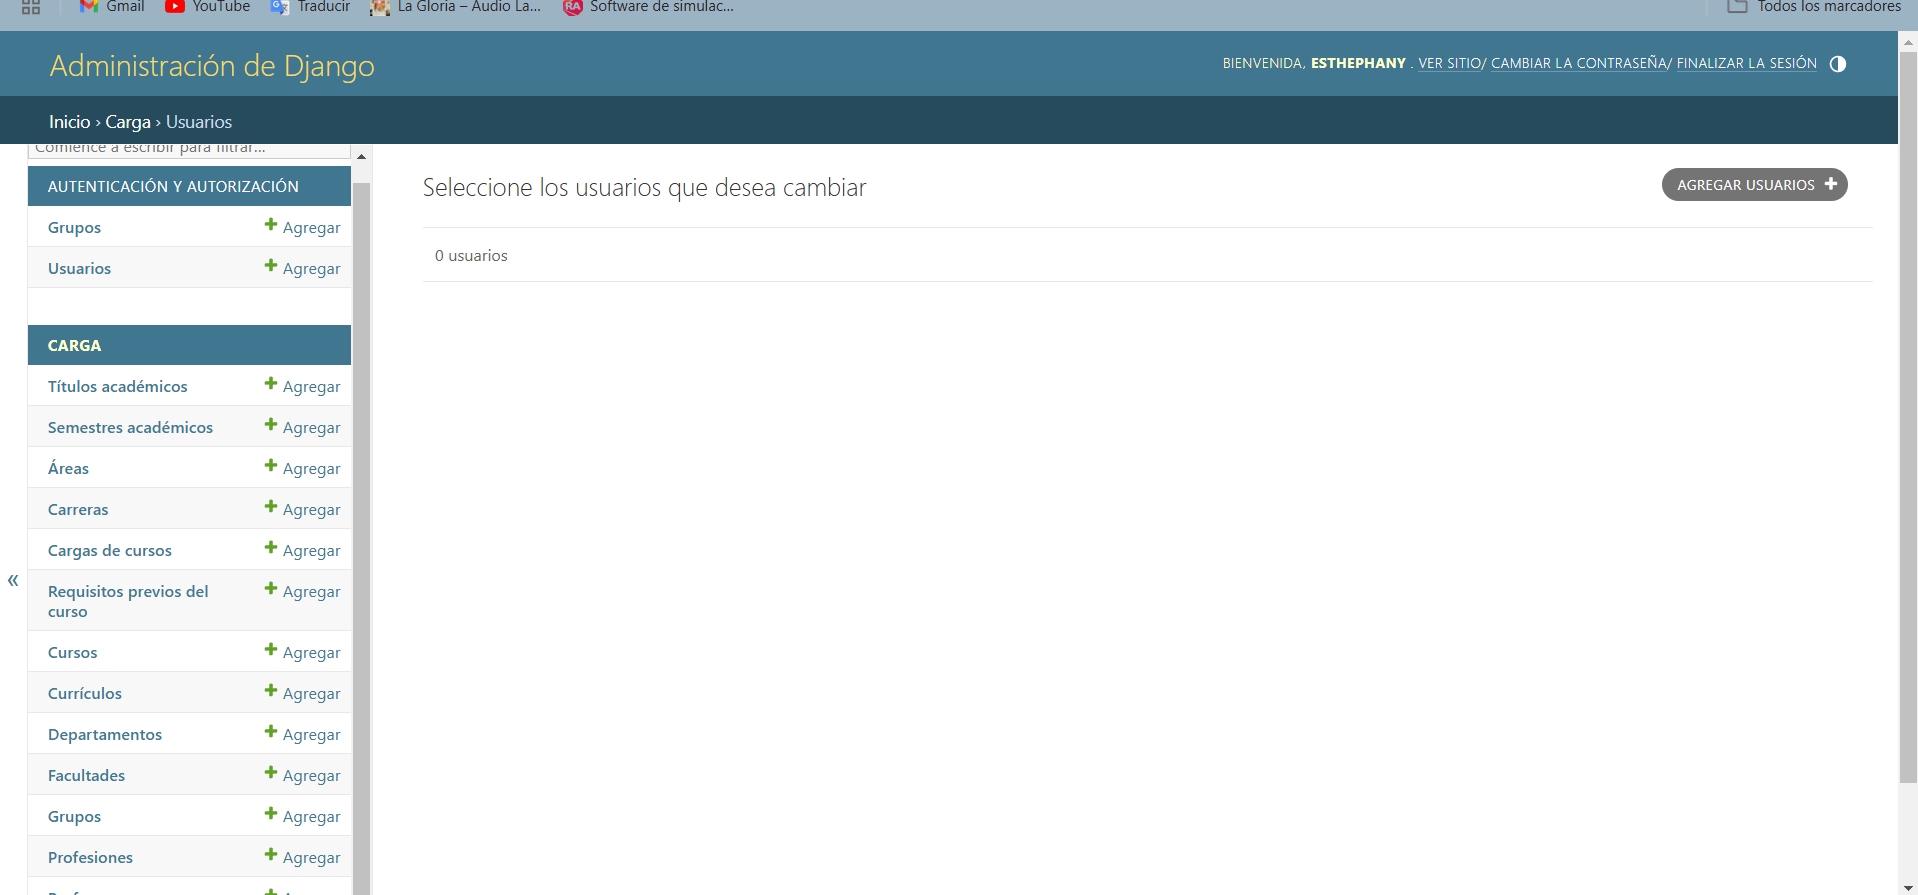 Gmail YouTube Traducir La Gloria – Audio La... Software de simulac... Todos los marcadores
Administración de Django
BIENVENIDA, ESTHEPHANY . VER SITIO/ CAMBIAR LA CONTRASEÑA/ FINALIZAR LA SESIÓN
Inicio › Carga › Usuarios
Comience a escribir para filtrar...
AUTENTICACIÓN Y AUTORIZACIÓN
Grupos Agregar
Usuarios Agregar
CARGA
Títulos académicos Agregar
Semestres académicos Agregar
Áreas Agregar
Carreras Agregar
Cargas de cursos Agregar
Requisitos previos del Agregar
curso
Cursos Agregar
Currículos Agregar
Departamentos Agregar
Facultades Agregar
Grupos Agregar
Profesiones Agregar
Seleccione los usuarios que desea cambiar
AGREGAR USUARIOS
0 usuarios